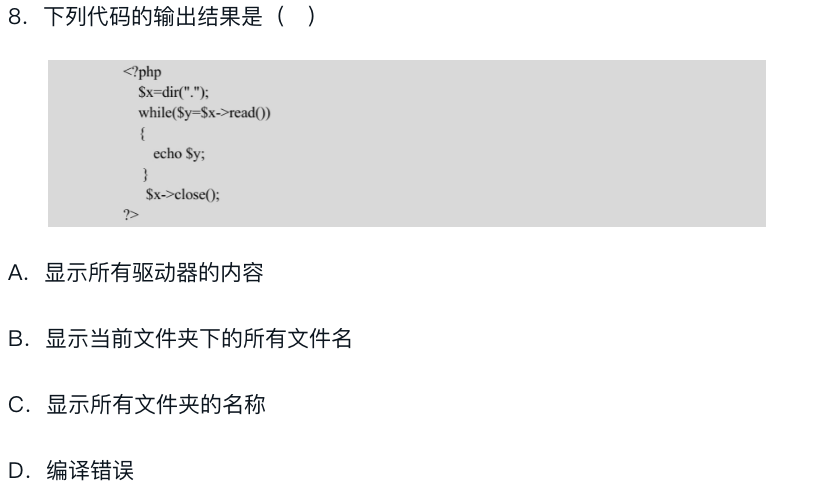 8. 下列代码的输出结果是（ ）
<?php
$x=dir(".");
while($y=$x->read())
{
echo $y;
}
$x->close();
?>
A. 显示所有驱动器的内容
B. 显示当前文件夹下的所有文件名
C. 显示所有文件夹的名称
D. 编译错误